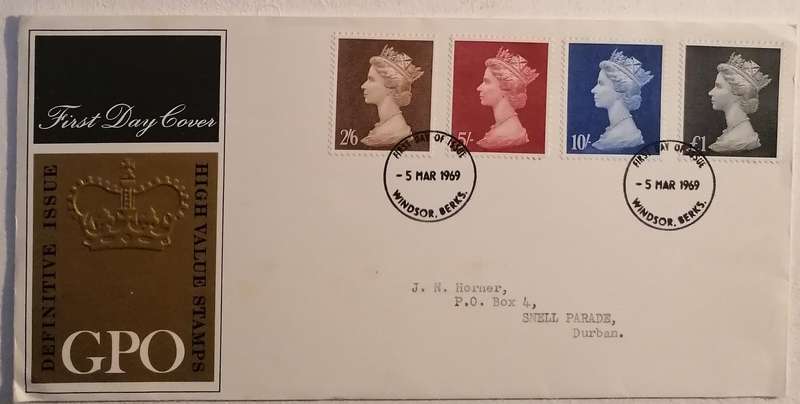 First Day Cover
DEFINITIVE ISSUE
HIGH VALUE STAMPS
GPO
2/6
5/-
10/-
£1
FIRST DAY OF ISSUE
- 5 MAR 1969
WINDSOR, BERKS.
FIRST DAY OF ISSUE
- 5 MAR 1969
WINDSOR, BERKS.
J. N. Horner,
P.O. Box 4,
SNELL PARADE,
Durban.